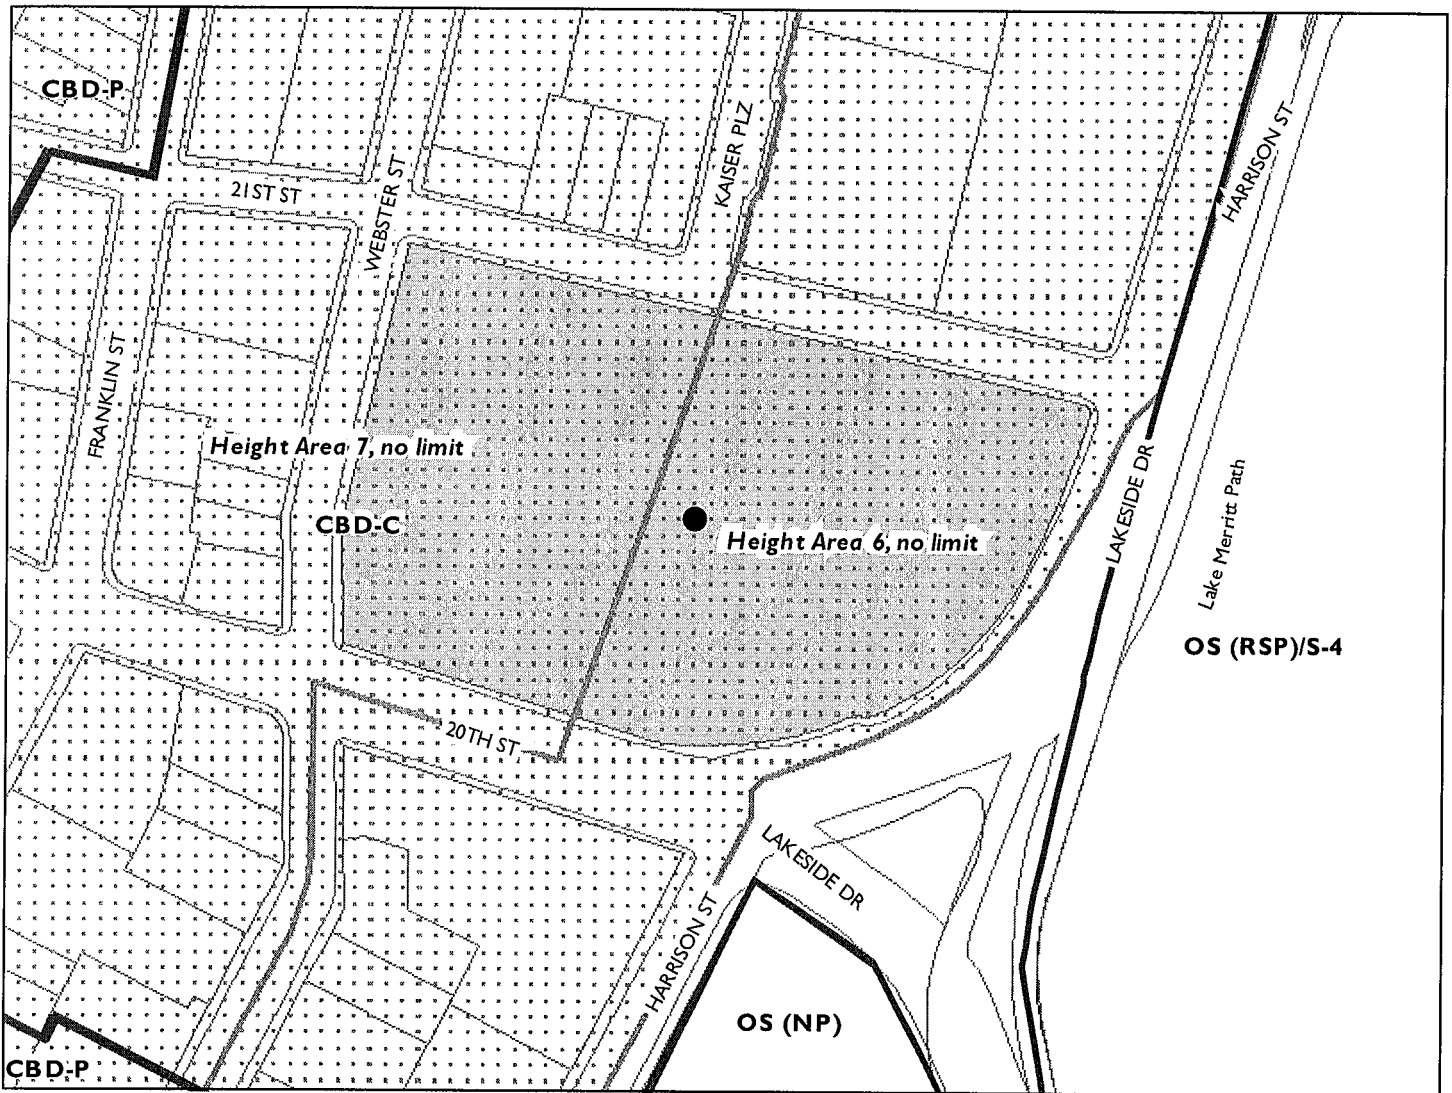 CBD-P
21ST ST
WEBSTER ST
KAISER PLZ
HARRISON ST
FRANKLIN ST
Height Area 7, no limit
CBD-C
Height Area 6, no limit
LAKESIDE DR
Lake Merritt Path
OS (RSP)/S-4
20TH ST
LAKESIDE DR
HARRISON ST
OS (NP)
CBD-P